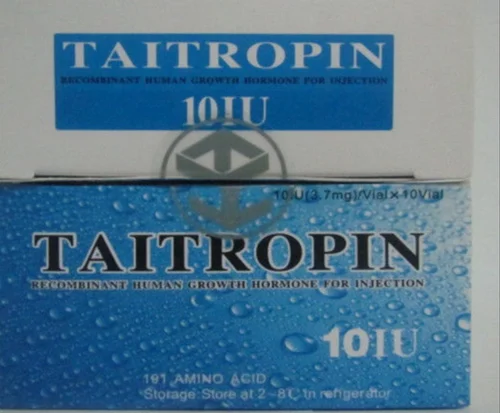 TAITROPIN
RECOMBINANT HUMAN GROWTH HORMONE FOR INJECTION
10IU
10IU(3.7mg)/Vial×10Vial
TAITROPIN
RECOMBINANT HUMAN GROWTH HORMONE FOR INJECTION
10IU
191 AMINO ACID
Storage: Store at 2 - 8℃ in refrigerator